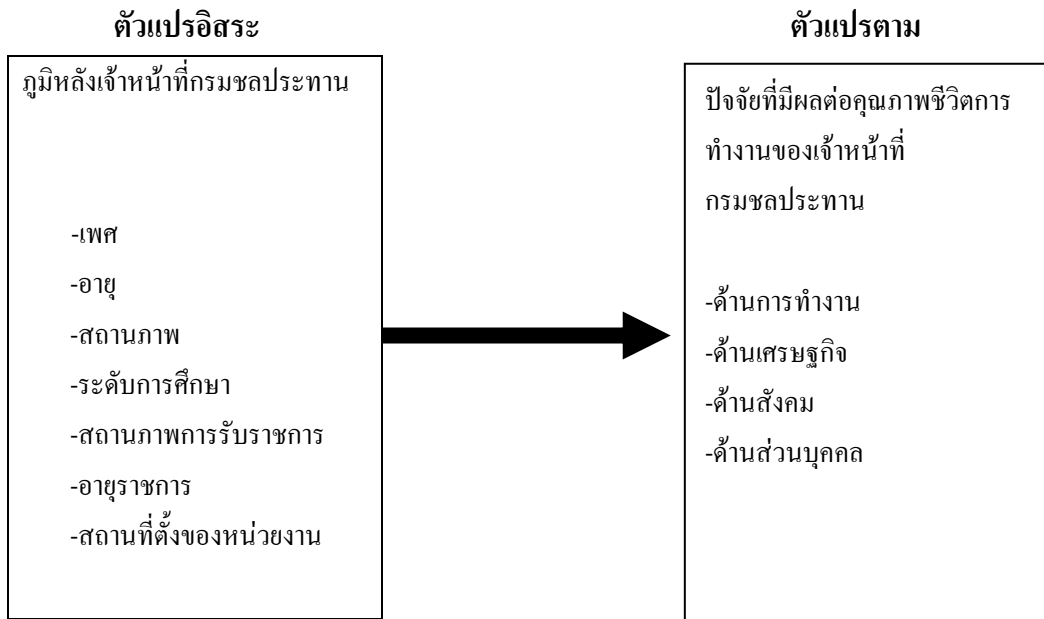 ตัวแปรอิสระ
ภูมิหลังเจ้าหน้าที่กรมชลประทาน
-เพศ
-อายุ
-สถานภาพ
-ระดับการศึกษา
-สถานภาพการรับราชการ
-อายุราชการ
-สถานที่ตั้งของหน่วยงาน
ตัวแปรตาม
ปัจจัยที่มีผลต่อคุณภาพชีวิตการ
ทำงานของเจ้าหน้าที่
กรมชลประทาน
-ด้านการทำงาน
-ด้านเศรษฐกิจ
-ด้านสังคม
-ด้านส่วนบุคคล